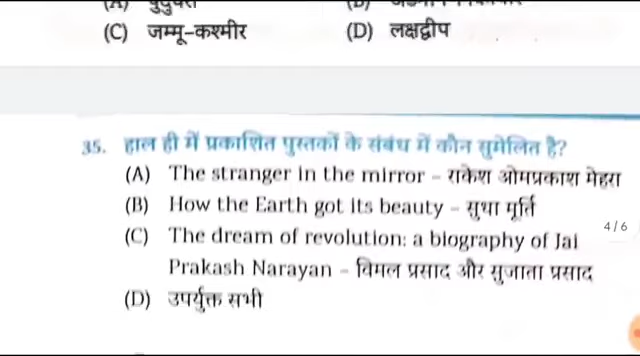 (C) जम्मू-कश्मीर (D) लक्षद्वीप
35. हाल ही में प्रकाशित पुस्तकों के संबंध में कौन सुमेलित है?
(A) The stranger in the mirror - राकेश ओमप्रकाश मेहरा
(B) How the Earth got its beauty - सुधा मूर्ति
4/6
(C) The dream of revolution: a biography of Jai
Prakash Narayan - विमल प्रसाद और सुजाता प्रसाद
(D) उपर्युक्त सभी